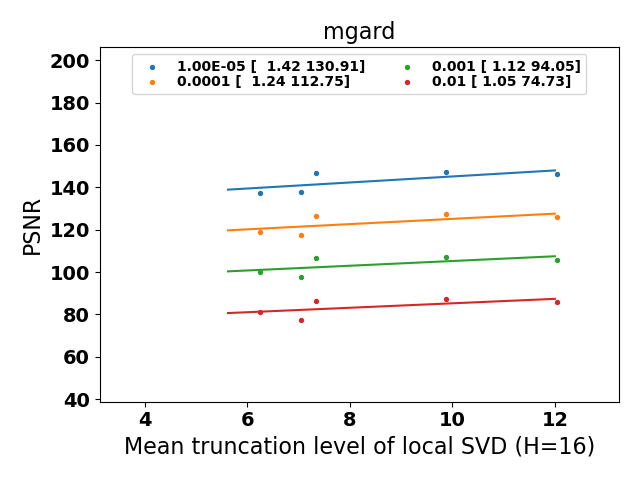 mgard
1.00E-05 [  1.42 130.91]
0.0001 [  1.24 112.75]
0.001 [ 1.12 94.05]
0.01 [ 1.05 74.73]
200
180
160
140
120
100
80
60
40
PSNR
4 6 8 10 12
Mean truncation level of local SVD (H=16)